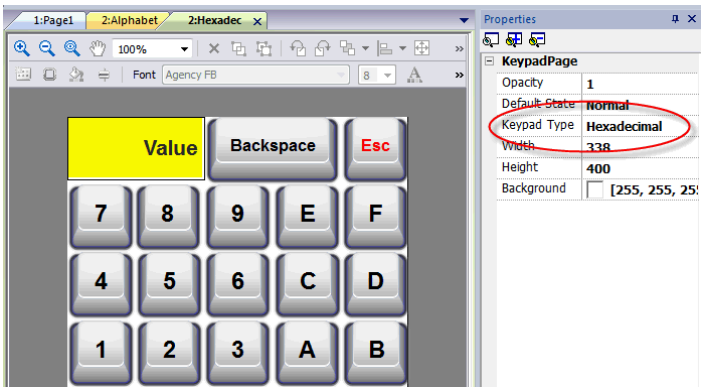 1:Page1 2:Alphabet 2:Hexadec x Properties
100% »
KeypadPage
Font Agency FB 8 A »
Opacity 1
Default State Normal
Keypad Type Hexadecimal
Width 338
Height 400
Background [255, 255, 25
Value Backspace Esc
7 8 9 E F
4 5 6 C D
1 2 3 A B